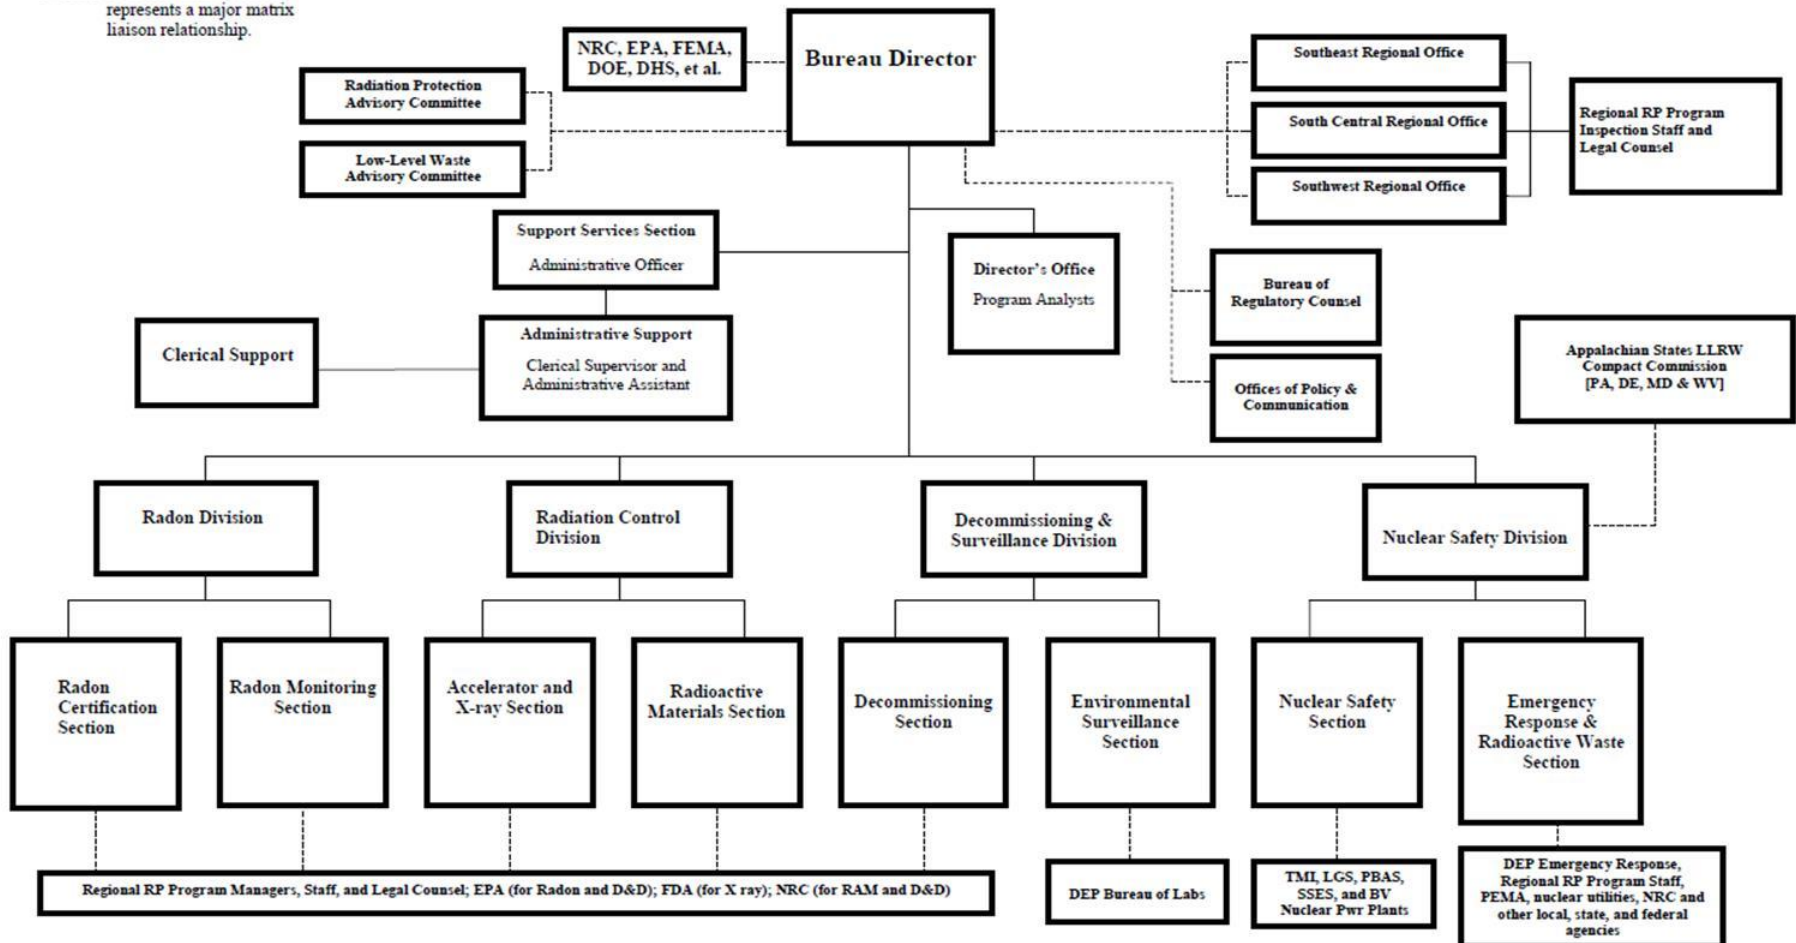 represents a major matrix
liaison relationship.
NRC, EPA, FEMA,
DOE, DHS, et al.
Bureau Director
Radiation Protection
Advisory Committee
Low-Level Waste
Advisory Committee
Southeast Regional Office
South Central Regional Office
Southwest Regional Office
Regional RP Program
Inspection Staff and
Legal Counsel
Support Services Section
Administrative Officer
Director's Office
Program Analysts
Bureau of
Regulatory Counsel
Offices of Policy &
Communication
Clerical Support
Administrative Support
Clerical Supervisor and
Administrative Assistant
Appalachian States LLRW
Compact Commission
[PA, DE, MD & WV]
Radon Division
Radiation Control
Division
Decommissioning &
Surveillance Division
Nuclear Safety Division
Radon
Certification
Section
Radon Monitoring
Section
Accelerator and
X-ray Section
Radioactive
Materials Section
Decommissioning
Section
Environmental
Surveillance
Section
Nuclear Safety
Section
Emergency
Response &
Radioactive Waste
Section
Regional RP Program Managers, Staff, and Legal Counsel; EPA (for Radon and D&D); FDA (for X ray); NRC (for RAM and D&D)
DEP Bureau of Labs
TMI, LGS, PBAS,
SSES, and BV
Nuclear Pwr Plants
DEP Emergency Response,
Regional RP Program Staff,
PEMA, nuclear utilities, NRC and
other local, state, and federal
agencies